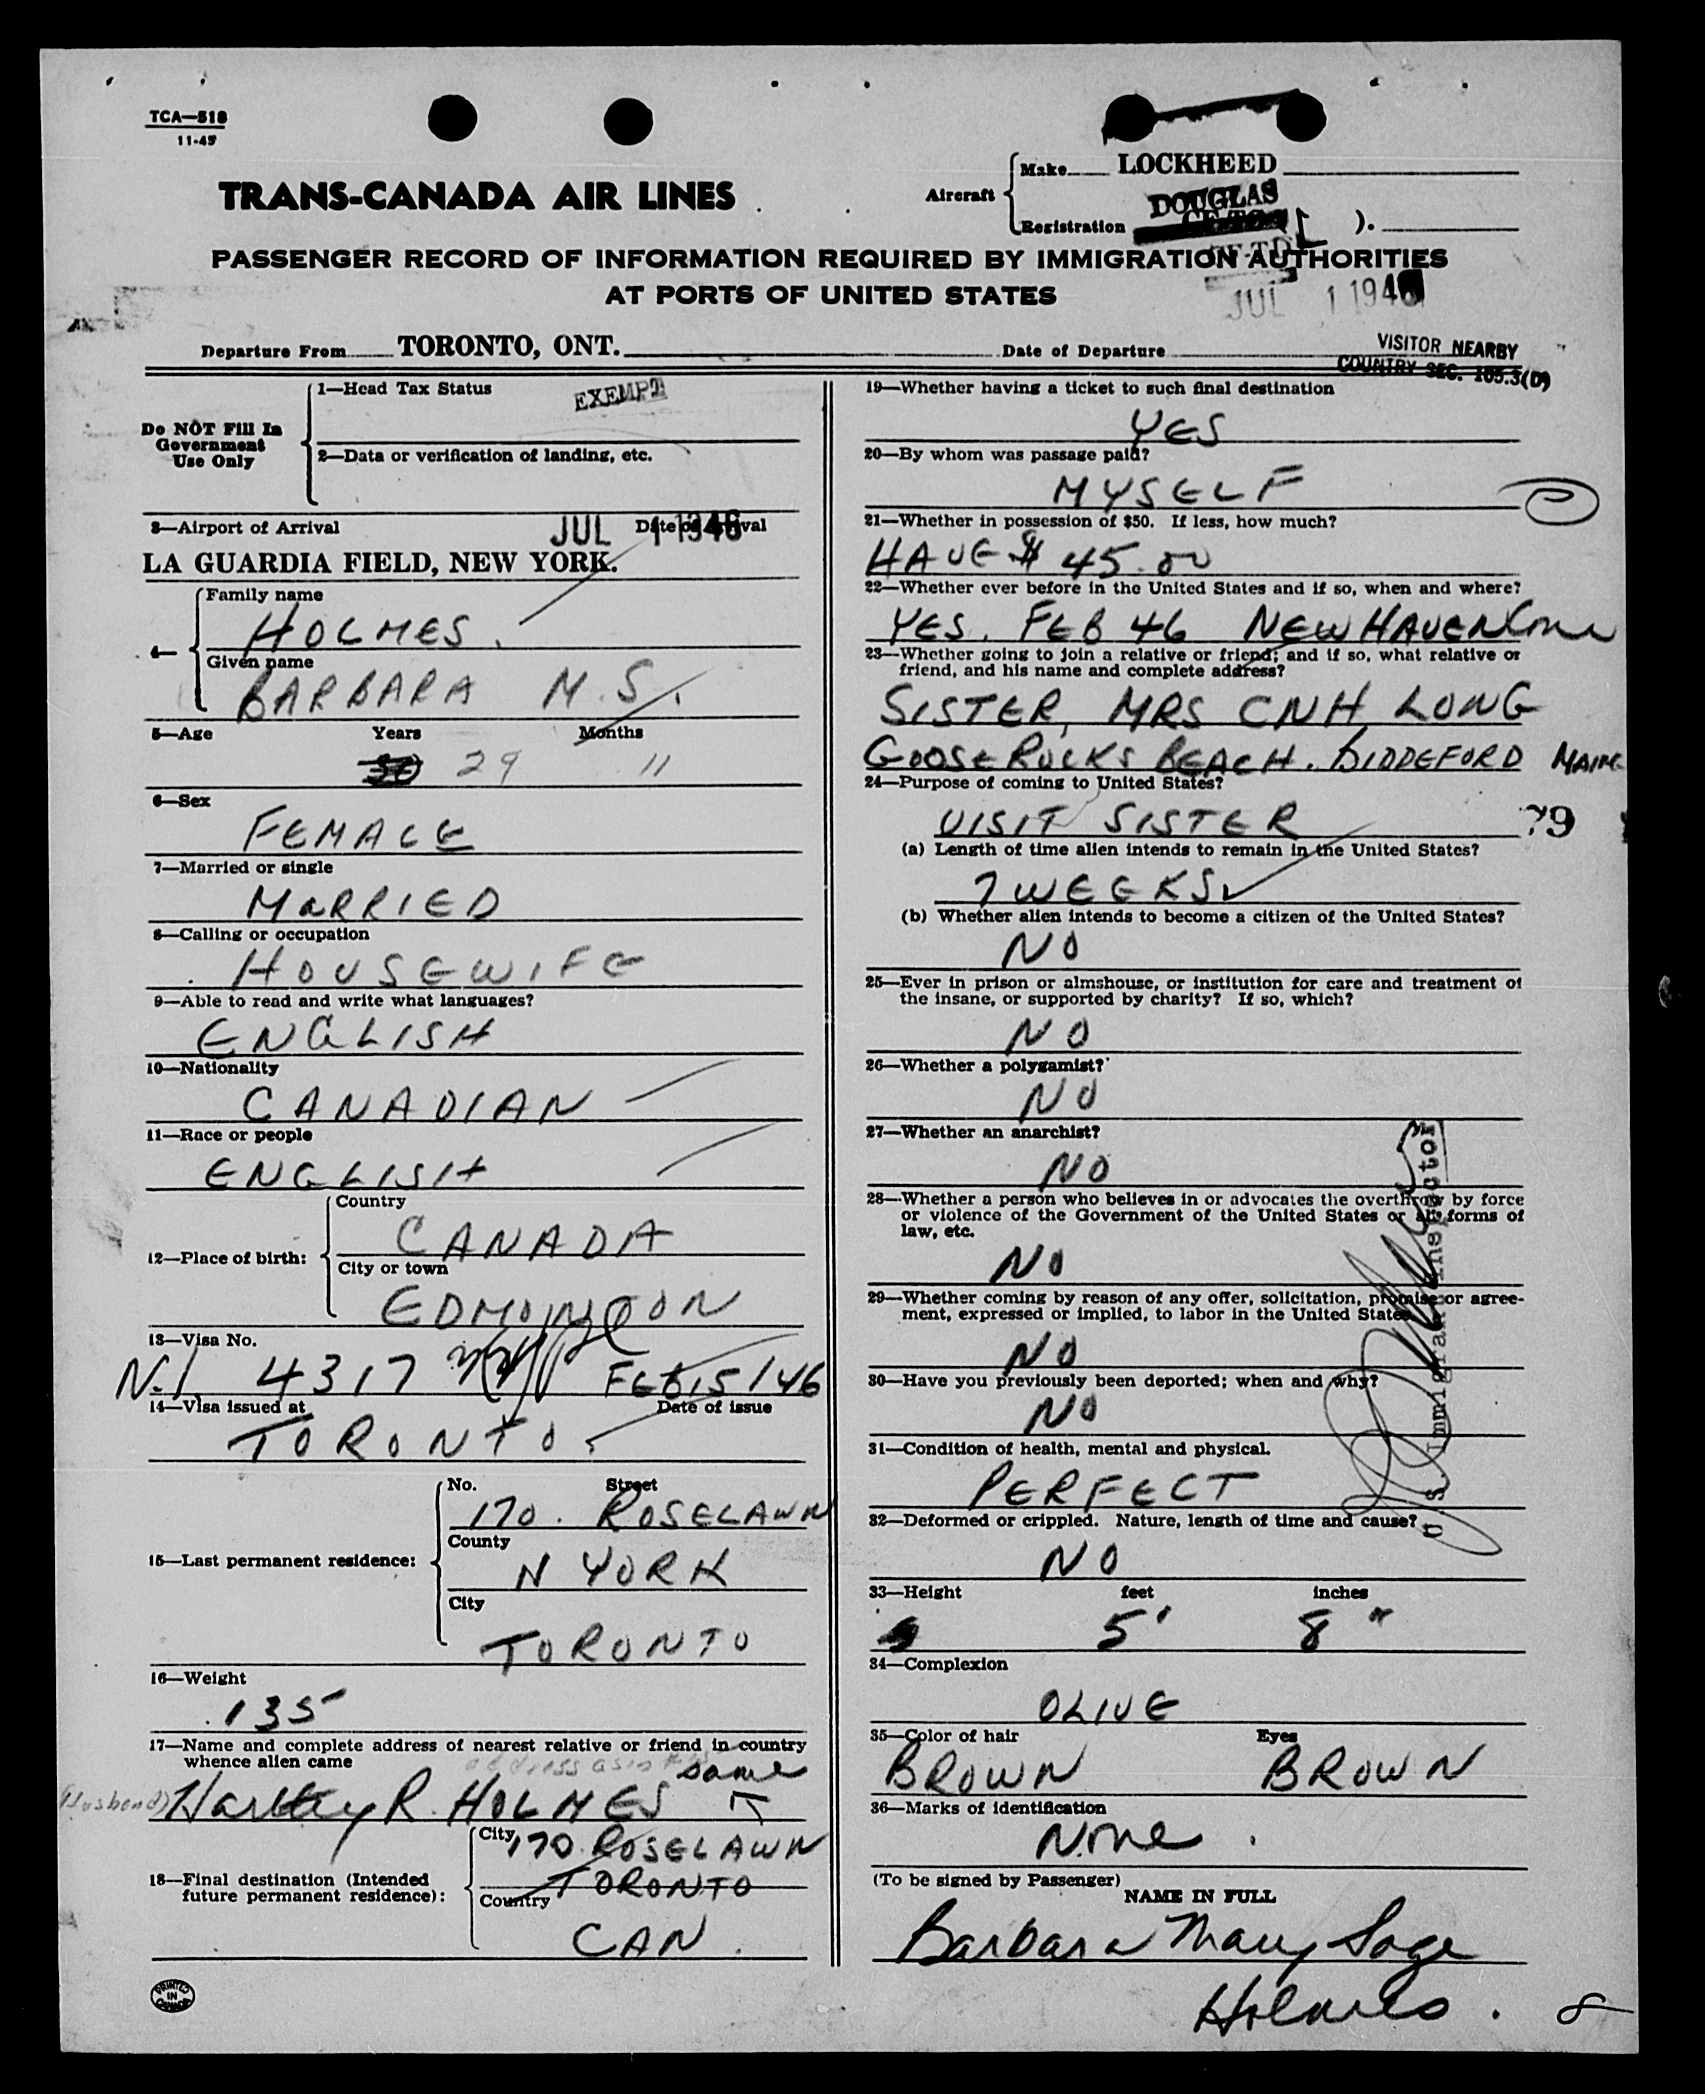 TCA—518
11-45
TRANS-CANADA AIR LINES
Aircraft
Make LOCKHEED
DOUGLAS
Registration ).
PASSENGER RECORD OF INFORMATION REQUIRED BY IMMIGRATION AUTHORITIES
AT PORTS OF UNITED STATES
JUL 1 1946
Departure From TORONTO, ONT. Date of Departure
VISITOR NEARBY
COUNTRY SEC. 165.3(D)
Do NOT Fill In
Government
Use Only
1—Head Tax Status EXEMPT
2—Data or verification of landing, etc.
3—Airport of Arrival Date of Arrival
JUL 1 1946
LA GUARDIA FIELD, NEW YORK.
4—
Family name
HOLMES.
Given name
BARBARA M.S.
5—Age Years Months
29 11
6—Sex
FEMALE
7—Married or single
MARRIED
8—Calling or occupation
HOUSEWIFE
9—Able to read and write what languages?
ENGLISH
10—Nationality
CANADIAN
11—Race or people
ENGLISH
12—Place of birth:
Country
CANADA
City or town
EDMONTON
13—Visa No.
N.I 4317 FEB 15/46
14—Visa issued at Date of issue
TORONTO.
15—Last permanent residence:
No. Street
170. ROSELAWN
County
N YORK
City
TORONTO
16—Weight
135
17—Name and complete address of nearest relative or friend in country
whence alien came
address as in same
(Husband) Hartley R. HOLMES
18—Final destination (Intended
future permanent residence):
City
170 ROSELAWN
TORONTO
Country
CAN.
PRINTED
IN
CANADA
19—Whether having a ticket to such final destination
YES
20—By whom was passage paid?
MYSELF
21—Whether in possession of $50. If less, how much?
HAVE $ 45.00
22—Whether ever before in the United States and if so, when and where?
YES. FEB 46 NEW HAVEN Conn
23—Whether going to join a relative or friend; and if so, what relative or
friend, and his name and complete address?
SISTER, MRS CNH LONG
GOOSE ROCKS BEACH. BIDDEFORD MAINE
24—Purpose of coming to United States?
VISIT SISTER
79
(a) Length of time alien intends to remain in the United States?
7 WEEKS
(b) Whether alien intends to become a citizen of the United States?
NO
25—Ever in prison or almshouse, or institution for care and treatment of
the insane, or supported by charity? If so, which?
NO
26—Whether a polygamist?
NO
27—Whether an anarchist?
NO
28—Whether a person who believes in or advocates the overthrow by force
or violence of the Government of the United States or all forms of
law, etc.
NO
29—Whether coming by reason of any offer, solicitation, promise or agree-
ment, expressed or implied, to labor in the United States
NO
30—Have you previously been deported; when and why?
NO
U.S. Immigrant Inspector
31—Condition of health, mental and physical.
PERFECT
32—Deformed or crippled. Nature, length of time and cause?
NO
33—Height feet inches
5' 8"
34—Complexion
OLIVE
35—Color of hair Eyes
BROWN BROWN
36—Marks of identification
None.
(To be signed by Passenger)
NAME IN FULL
Barbara Mary Sage
Holmes.
8